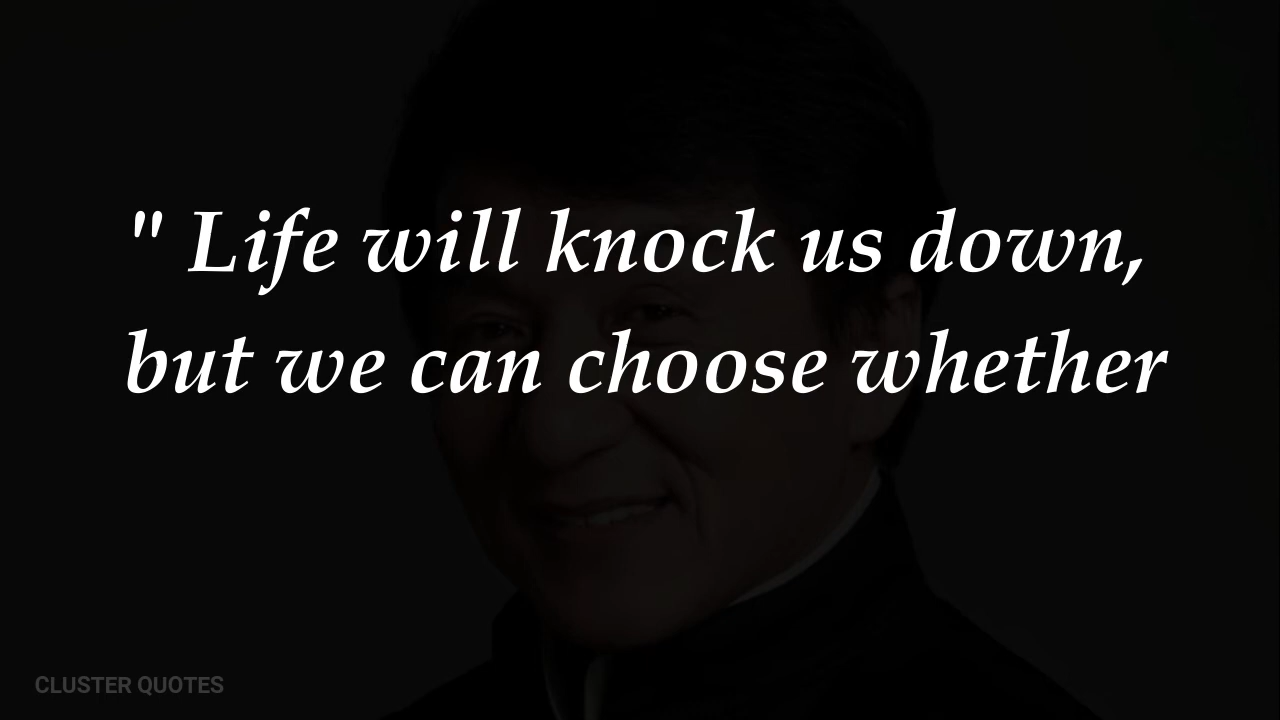 " Life will knock us down,
but we can choose whether
CLUSTER QUOTES